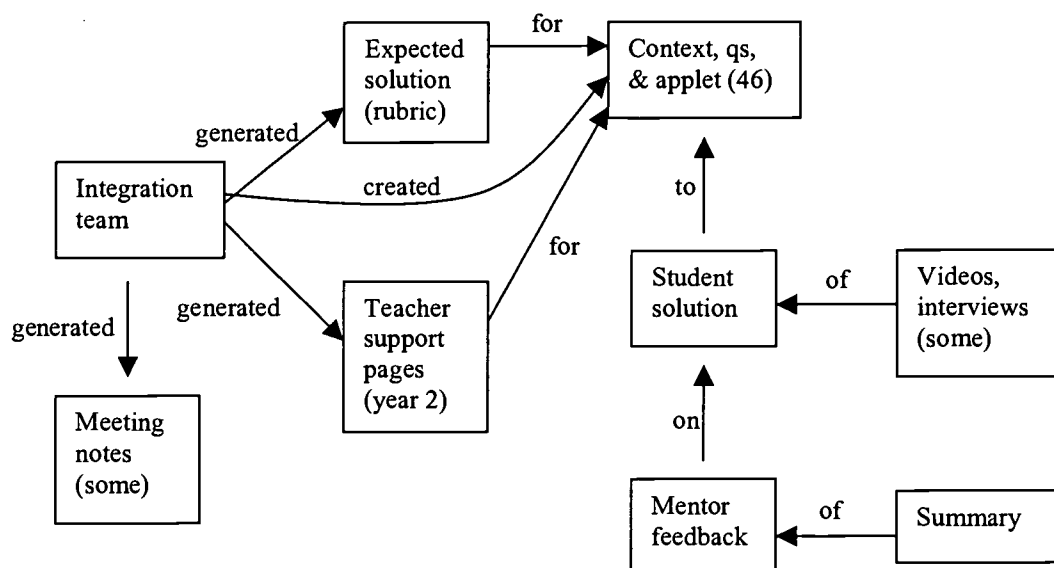 Expected
solution
(rubric)
for
Context, qs,
& applet (46)
generated
Integration
team
created
to
for
generated
generated
Teacher
support
pages
(year 2)
Student
solution
of
Videos,
interviews
(some)
Meeting
notes
(some)
on
Mentor
feedback
of
Summary